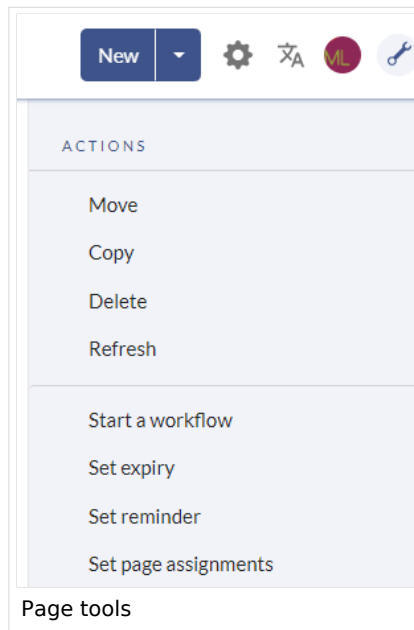 New
ML
ACTIONS
Move
Copy
Delete
Refresh
Start a workflow
Set expiry
Set reminder
Set page assignments
Page tools